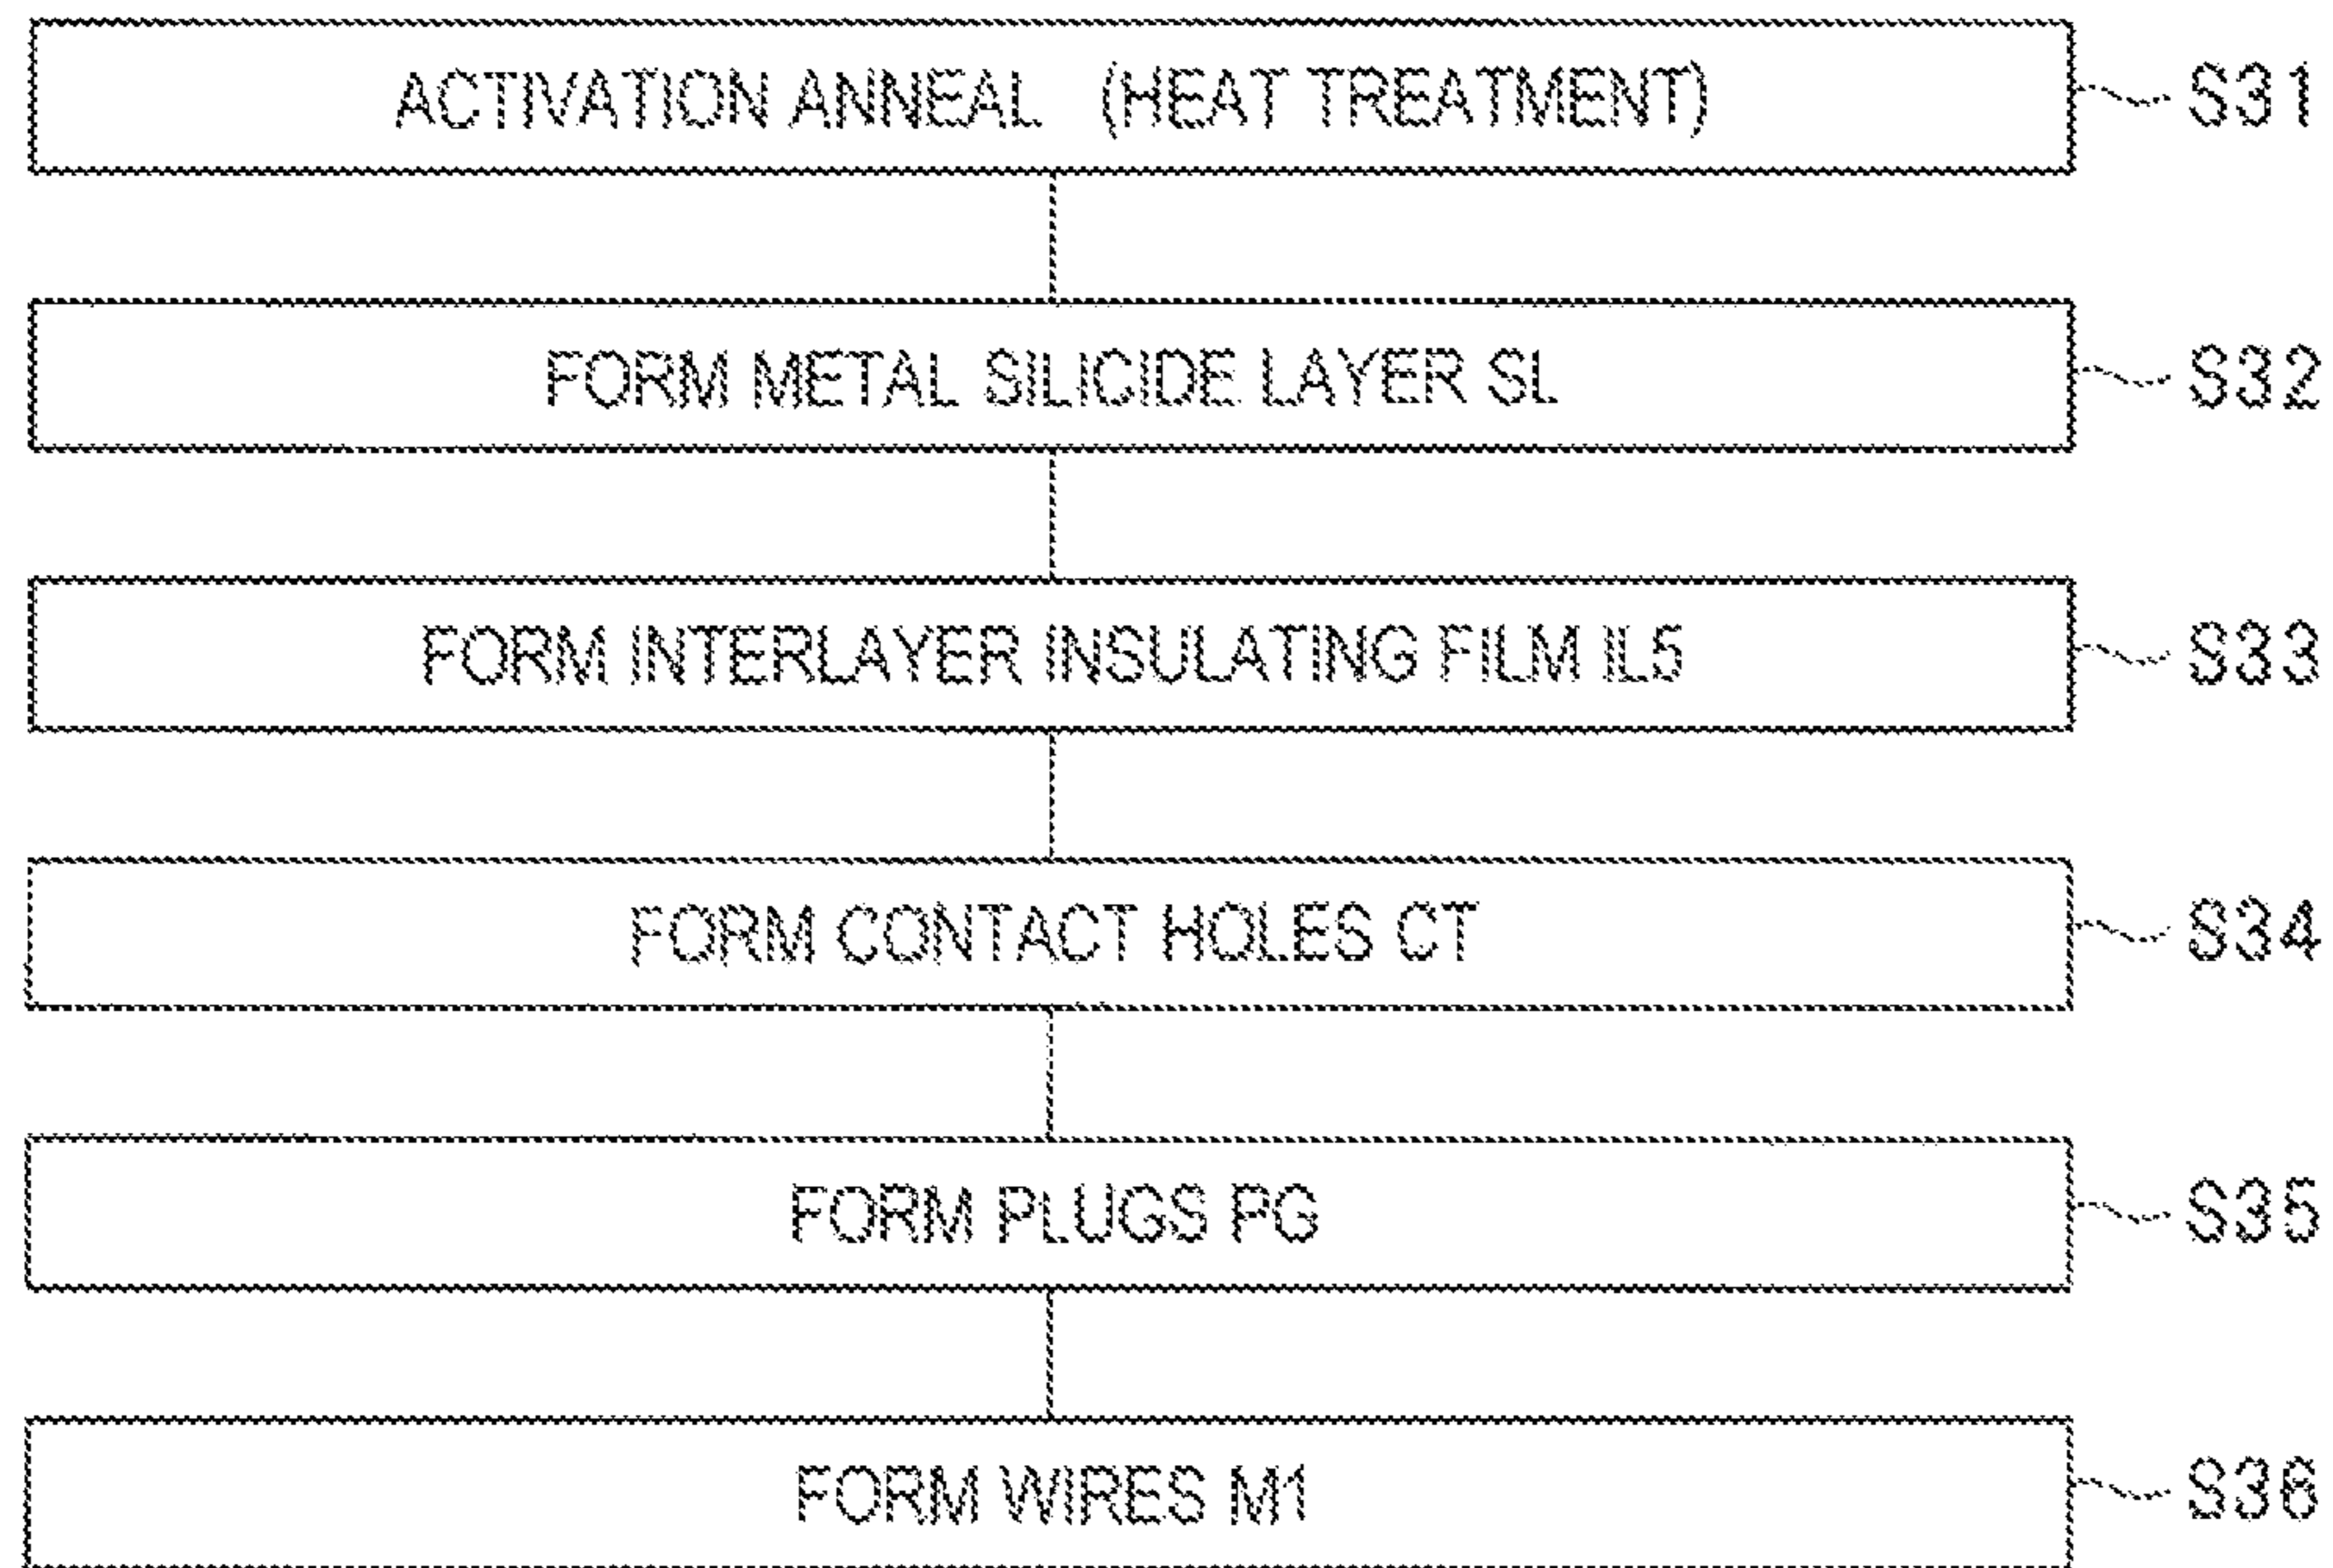 ACTIVATION ANNEAL (HEAT TREATMENT) S31
FORM METAL SILICIDE LAYER SL S32
FORM INTERLAYER INSULATING FILM IL5 S33
FORM CONTACT HOLES CT S34
FORM PLUGS PG S35
FORM WIRES M1 S36